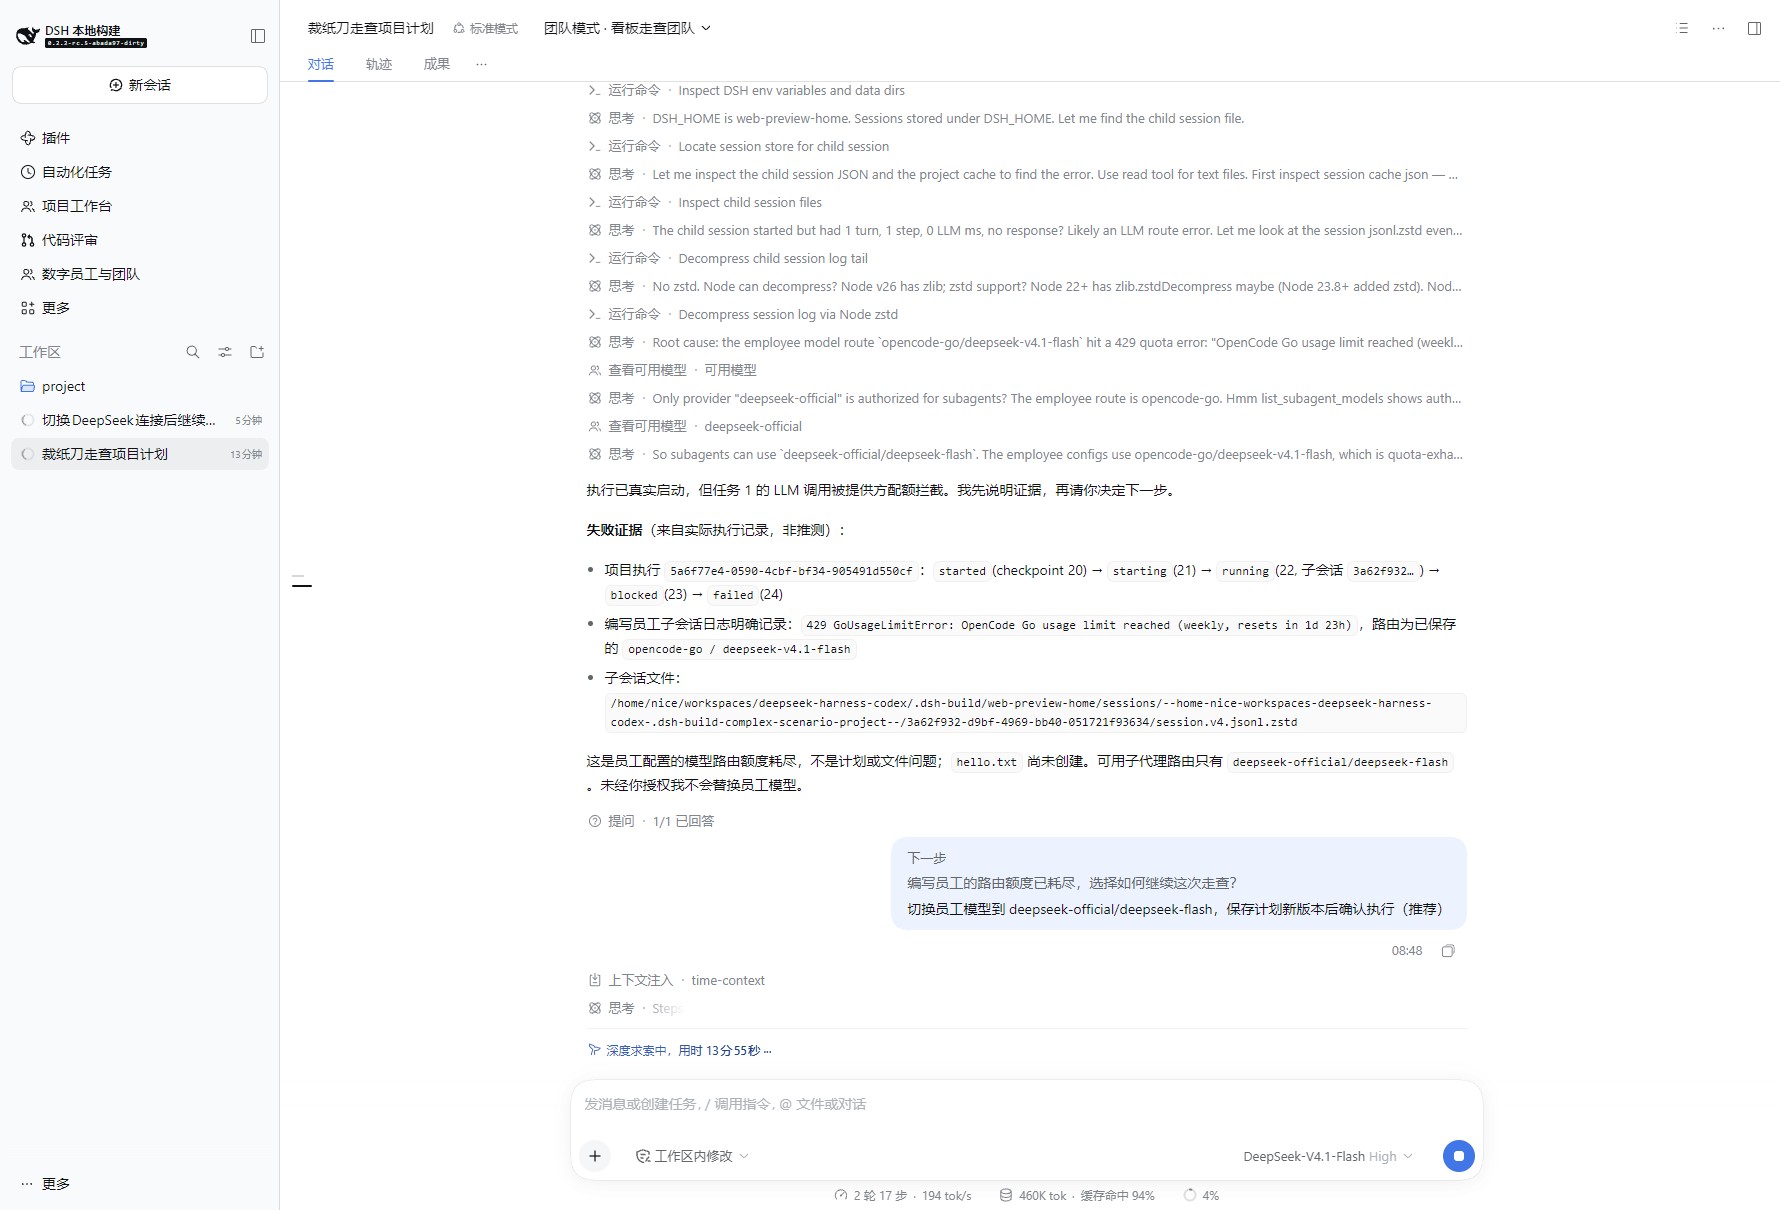 DSH 本地构建
0.3.2-rc.5-abada97-dirty
新会话
插件
自动化任务
项目工作台
代码评审
数字员工与团队
更多
工作区
project
切换DeepSeek连接后继续... 5分钟
裁纸刀走查项目计划 13分钟
... 更多
裁纸刀走查项目计划 标准模式 团队模式 · 看板走查团队
对话 轨迹 成果 ...
运行命令 · Inspect DSH env variables and data dirs
思考 · DSH_HOME is web-preview-home. Sessions stored under DSH_HOME. Let me find the child session file.
运行命令 · Locate session store for child session
思考 · Let me inspect the child session JSON and the project cache to find the error. Use read tool for text files. First inspect session cache json — ...
运行命令 · Inspect child session files
思考 · The child session started but had 1 turn, 1 step, 0 LLM ms, no response? Likely an LLM route error. Let me look at the session jsonl.zstd even...
运行命令 · Decompress child session log tail
思考 · No zstd. Node can decompress? Node v26 has zlib; zstd support? Node 22+ has zlib.zstdDecompress maybe (Node 23.8+ added zstd). Nod...
运行命令 · Decompress session log via Node zstd
思考 · Root cause: the employee model route `opencode-go/deepseek-v4.1-flash` hit a 429 quota error: "OpenCode Go usage limit reached (weekl...
查看可用模型 · 可用模型
思考 · Only provider "deepseek-official" is authorized for subagents? The employee route is opencode-go. Hmm list_subagent_models shows auth...
查看可用模型 · deepseek-official
思考 · So subagents can use `deepseek-official/deepseek-flash`. The employee configs use opencode-go/deepseek-v4.1-flash, which is quota-exha...
执行已真实启动，但任务 1 的 LLM 调用被提供方配额拦截。我先说明证据，再请你决定下一步。
失败证据（来自实际执行记录，非推测）：
• 项目执行 5a6f77e4-0590-4cbf-bf34-905491d550cf ： started (checkpoint 20) → starting (21) → running (22, 子会话 3a62f932… ) →
blocked (23) → failed (24)
• 编写员工子会话日志明确记录： 429 GoUsageLimitError: OpenCode Go usage limit reached (weekly, resets in 1d 23h) ，路由为已保存
的 opencode-go / deepseek-v4.1-flash
• 子会话文件：
/home/nice/workspaces/deepseek-harness-codex/.dsh-build/web-preview-home/sessions/--home-nice-workspaces-deepseek-harness-
codex-.dsh-build-complex-scenario-project--/3a62f932-d9bf-4969-bb40-051721f93634/session.v4.jsonl.zstd
这是员工配置的模型路由额度耗尽，不是计划或文件问题； hello.txt 尚未创建。可用子代理路由只有 deepseek-official/deepseek-flash
。未经你授权我不会替换员工模型。
提问 · 1/1 已回答
下一步
编写员工的路由额度已耗尽，选择如何继续这次走查？
切换员工模型到 deepseek-official/deepseek-flash，保存计划新版本后确认执行（推荐）
08:48
上下文注入 · time-context
思考 · Steps
深度求索中，用时 13分55秒 ...
发消息或创建任务, / 调用指令, @ 文件或对话
工作区内修改 DeepSeek-V4.1-Flash High
2 轮 17 步 · 194 tok/s 460K tok · 缓存命中 94% 4%